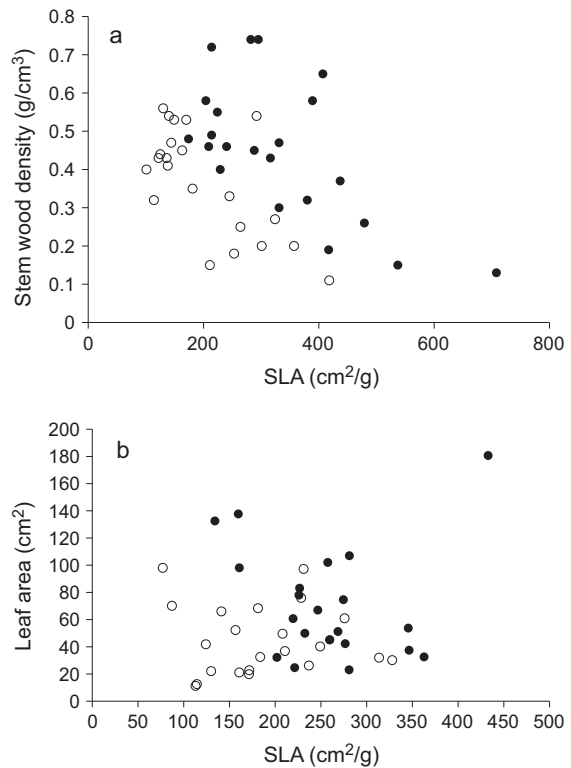 a
Stem wood density (g/cm³)
0.8
0.7
0.6
0.5
0.4
0.3
0.2
0.1
0
0 200 400 600 800
SLA (cm²/g)
b
Leaf area (cm²)
200
180
160
140
120
100
80
60
40
20
0
0 50 100 150 200 250 300 350 400 450 500
SLA (cm²/g)